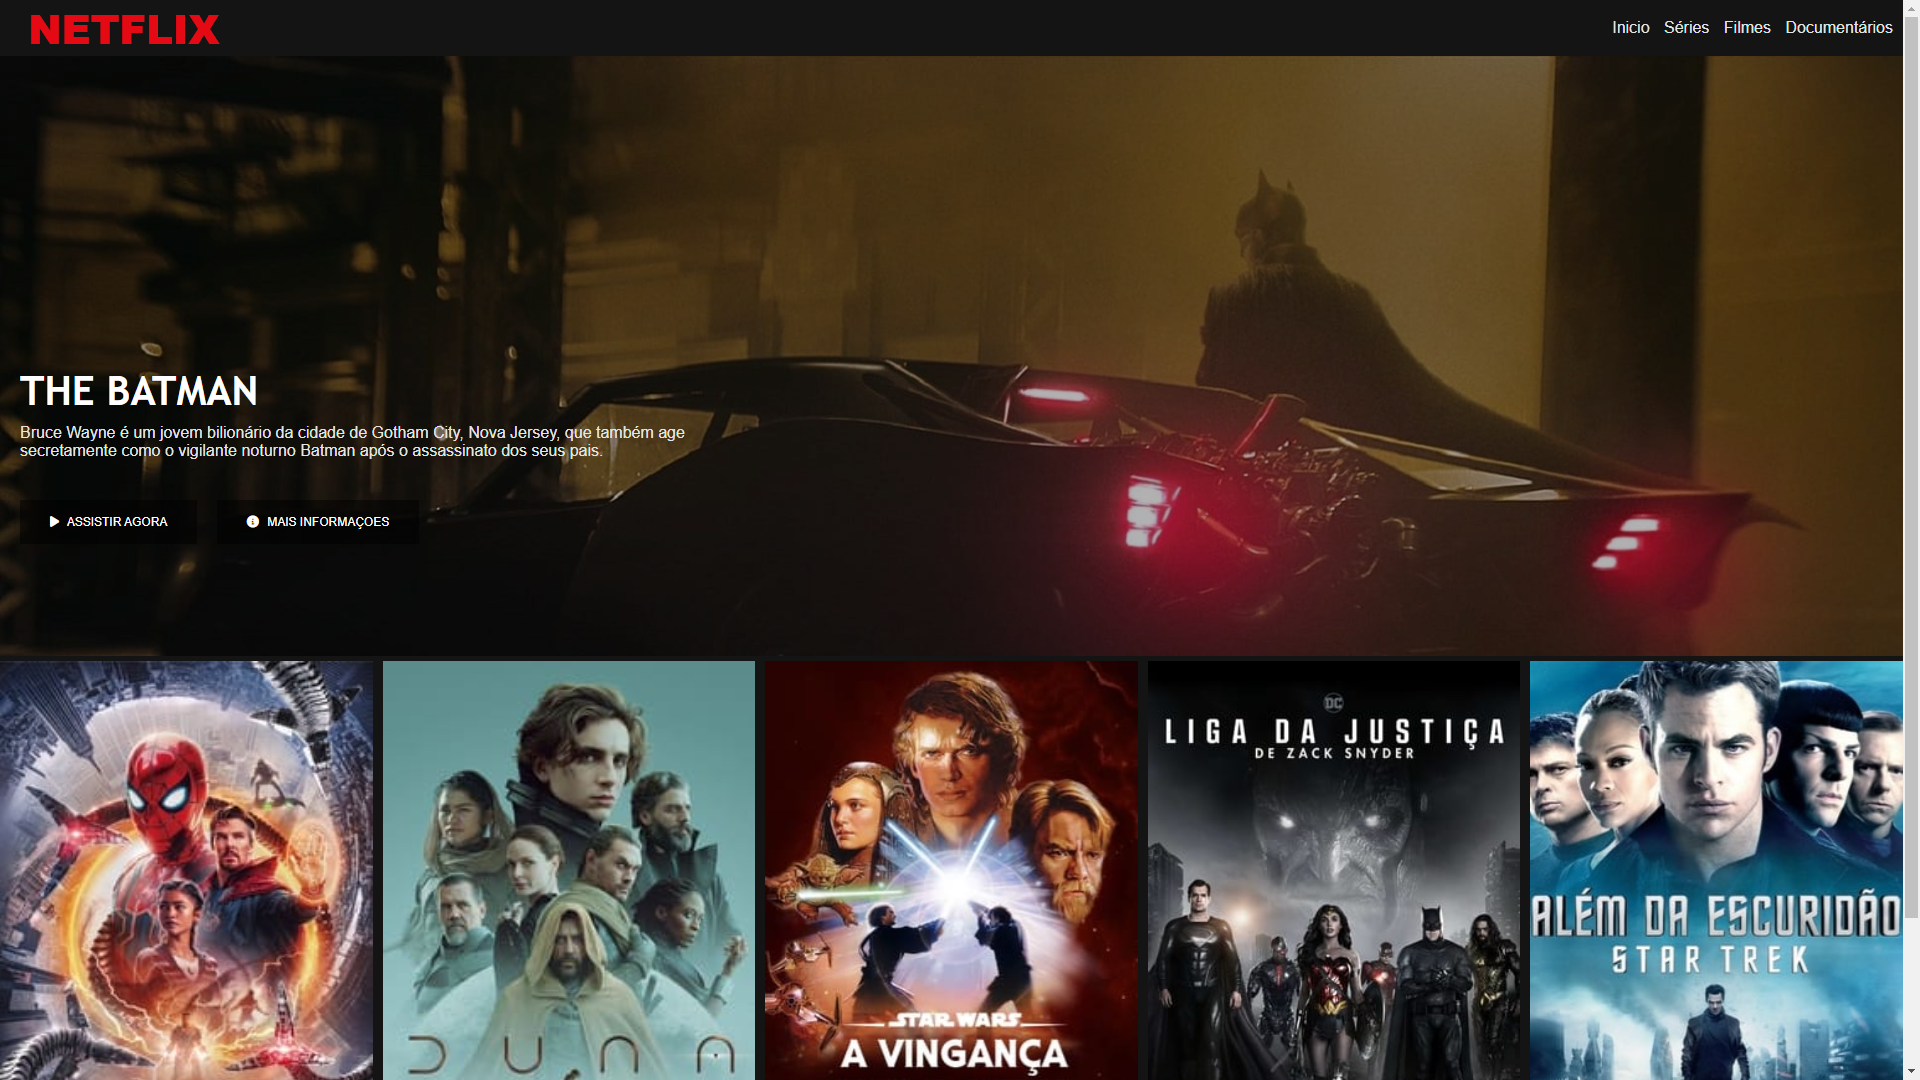 NETFLIX
Inicio Séries Filmes Documentários
THE BATMAN
Bruce Wayne é um jovem bilionário da cidade de Gotham City, Nova Jersey, que também age
secretamente como o vigilante noturno Batman após o assassinato dos seus pais.
ASSISTIR AGORA MAIS INFORMAÇOES
DUNA
STAR WARS
A VINGANÇA
DC
LIGA DA JUSTIÇA
DE ZACK SNYDER
ALÉM DA ESCURIDÃO
STAR TREK